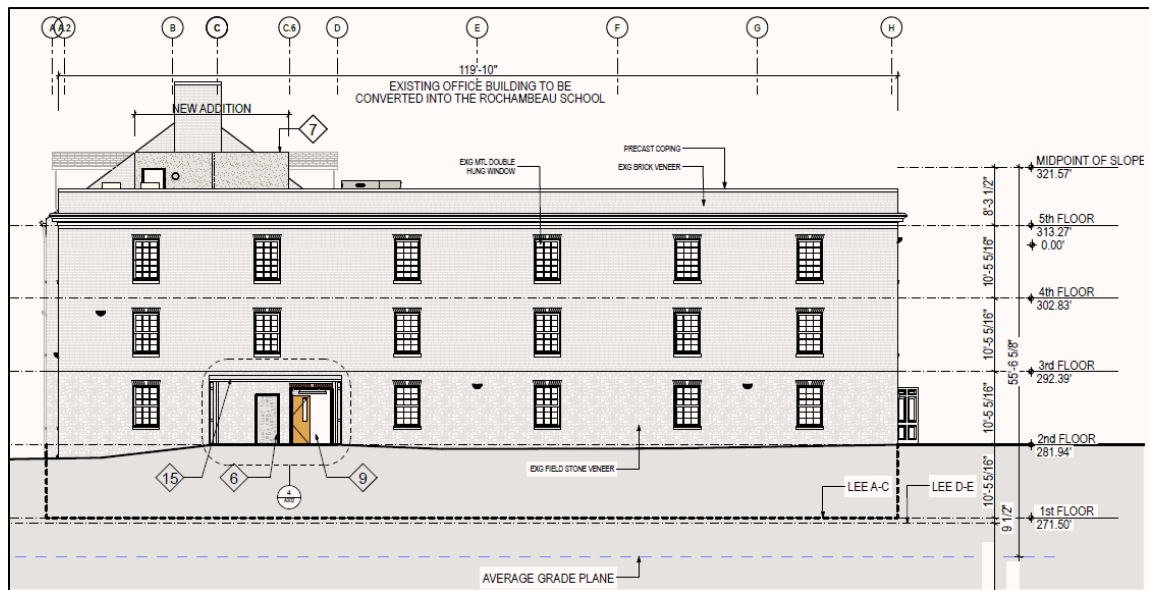 A
A.2
B
C
C.6
D
E
F
G
H
119'-10"
EXISTING OFFICE BUILDING TO BE
CONVERTED INTO THE ROCHAMBEAU SCHOOL
NEW ADDITION
7
PRECAST COPING
EXG MTL DOUBLE
HUNG WINDOW
EXG BRICK VENEER
MIDPOINT OF SLOPE
321.57'
8'-3 1/2"
5th FLOOR
313.27'
0.00'
10'-5 5/16"
4th FLOOR
302.83'
10'-5 5/16"
55'-6 5/8"
3rd FLOOR
292.39'
10'-5 5/16"
2nd FLOOR
281.94'
15
6
9
EXG FIELD STONE VENEER
4
A302
LEE A-C
LEE D-E
10'-5 5/16"
1st FLOOR
271.50'
9 1/2"
AVERAGE GRADE PLANE